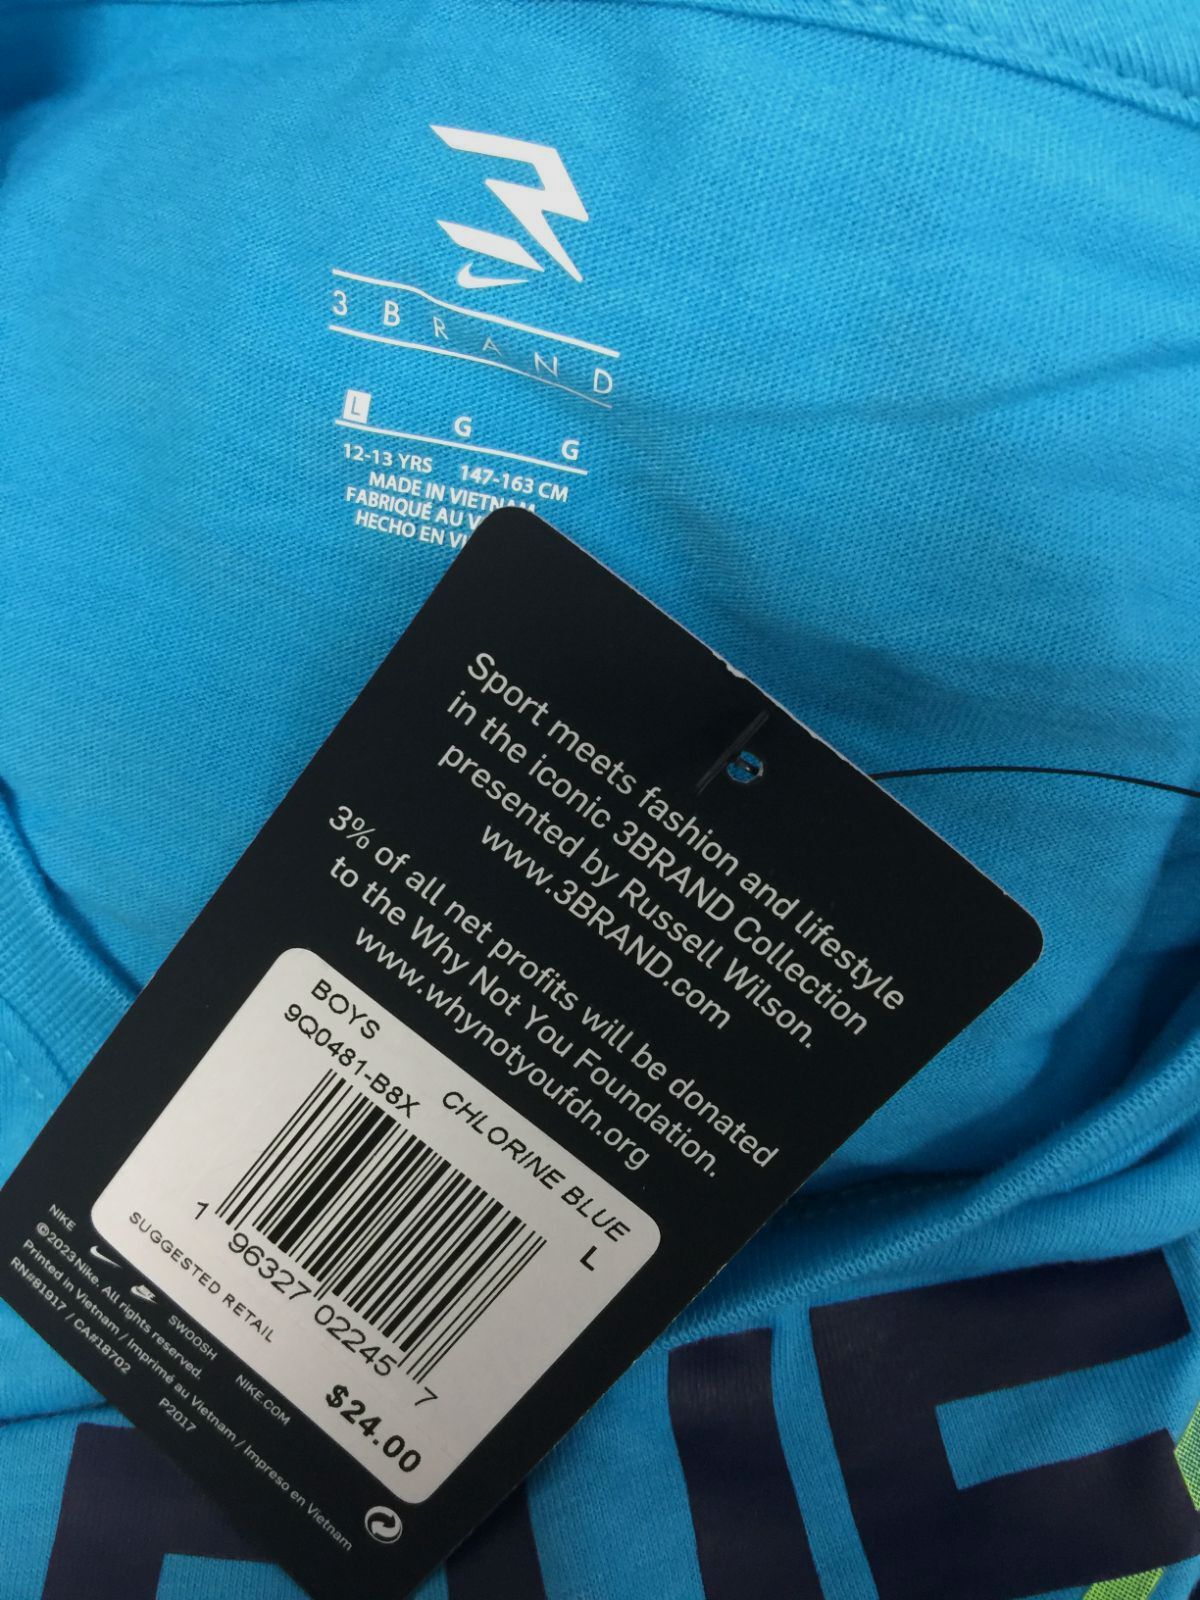 3 BRAND
L G G
12-13 YRS 147-163 CM
MADE IN VIETNAM
FABRIQUÉ AU
HECHO EN
Sport meets fashion and lifestyle
in the iconic 3BRAND Collection
presented by Russell Wilson.
www.3BRAND.com
3% of all net profits will be donated
to the Why Not You Foundation.
www.whynotyoufdn.org
BOYS
9Q0481-B8X CHLORINE BLUE
L
1 96327 02245 7
SUGGESTED RETAIL
$24.00
NIKE SWOOSH NIKE.COM
©2023 Nike. All rights reserved.
Printed in Vietnam / Imprimé au Vietnam / Impreso en Vietnam
RN#81917 / CA#18702
P2017